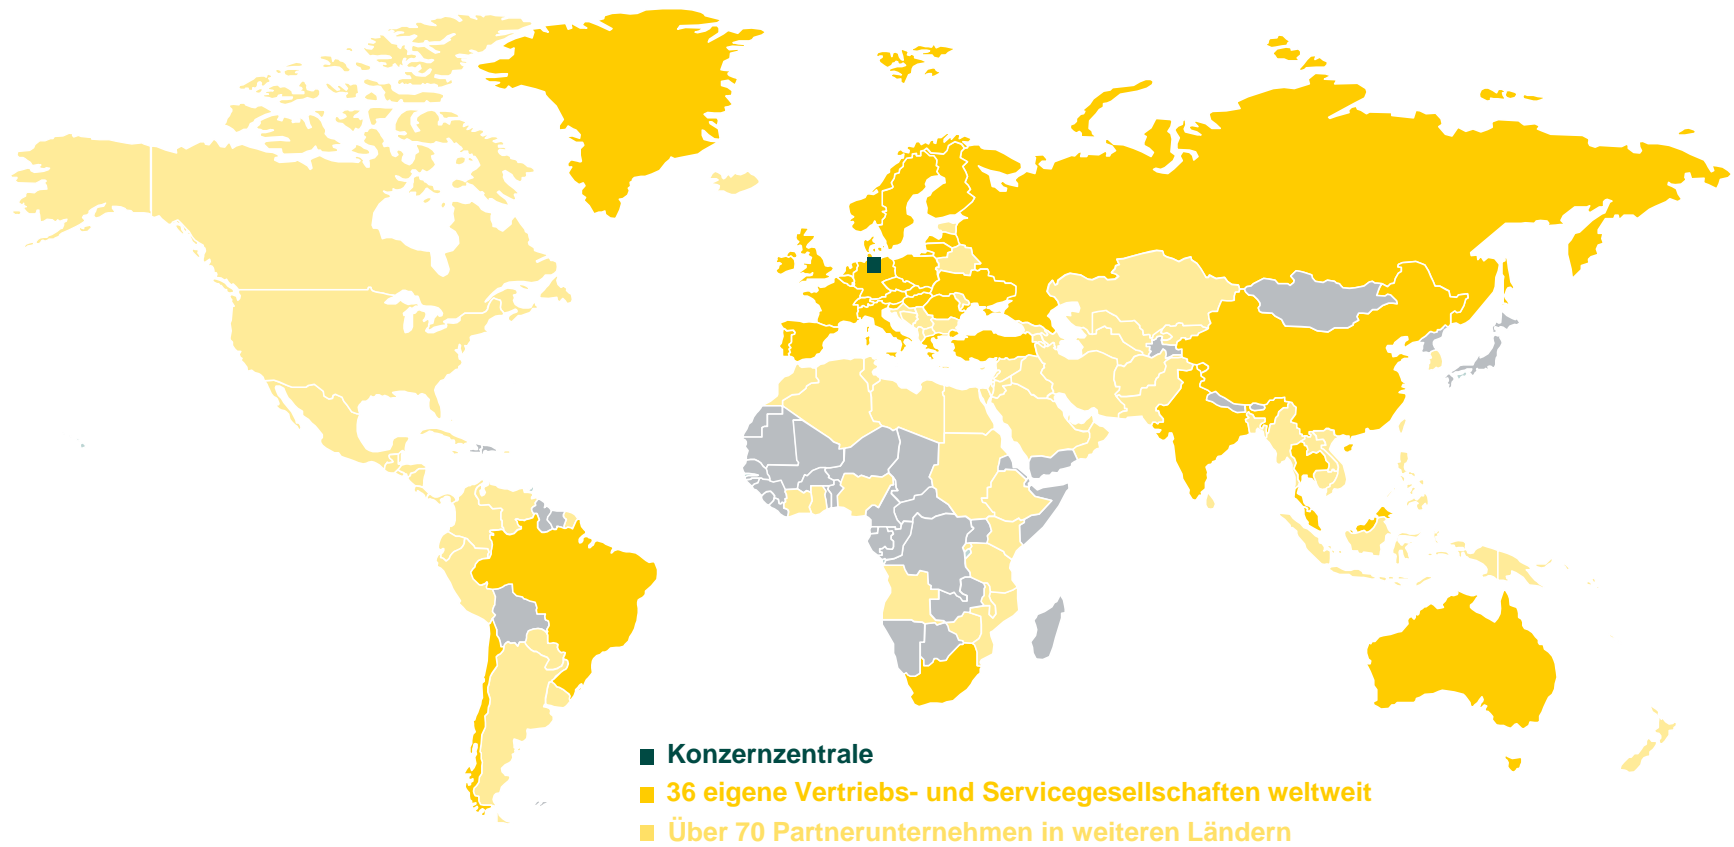 Konzernzentrale
36 eigene Vertriebs- und Servicegesellschaften weltweit
Über 70 Partnerunternehmen in weiteren Ländern